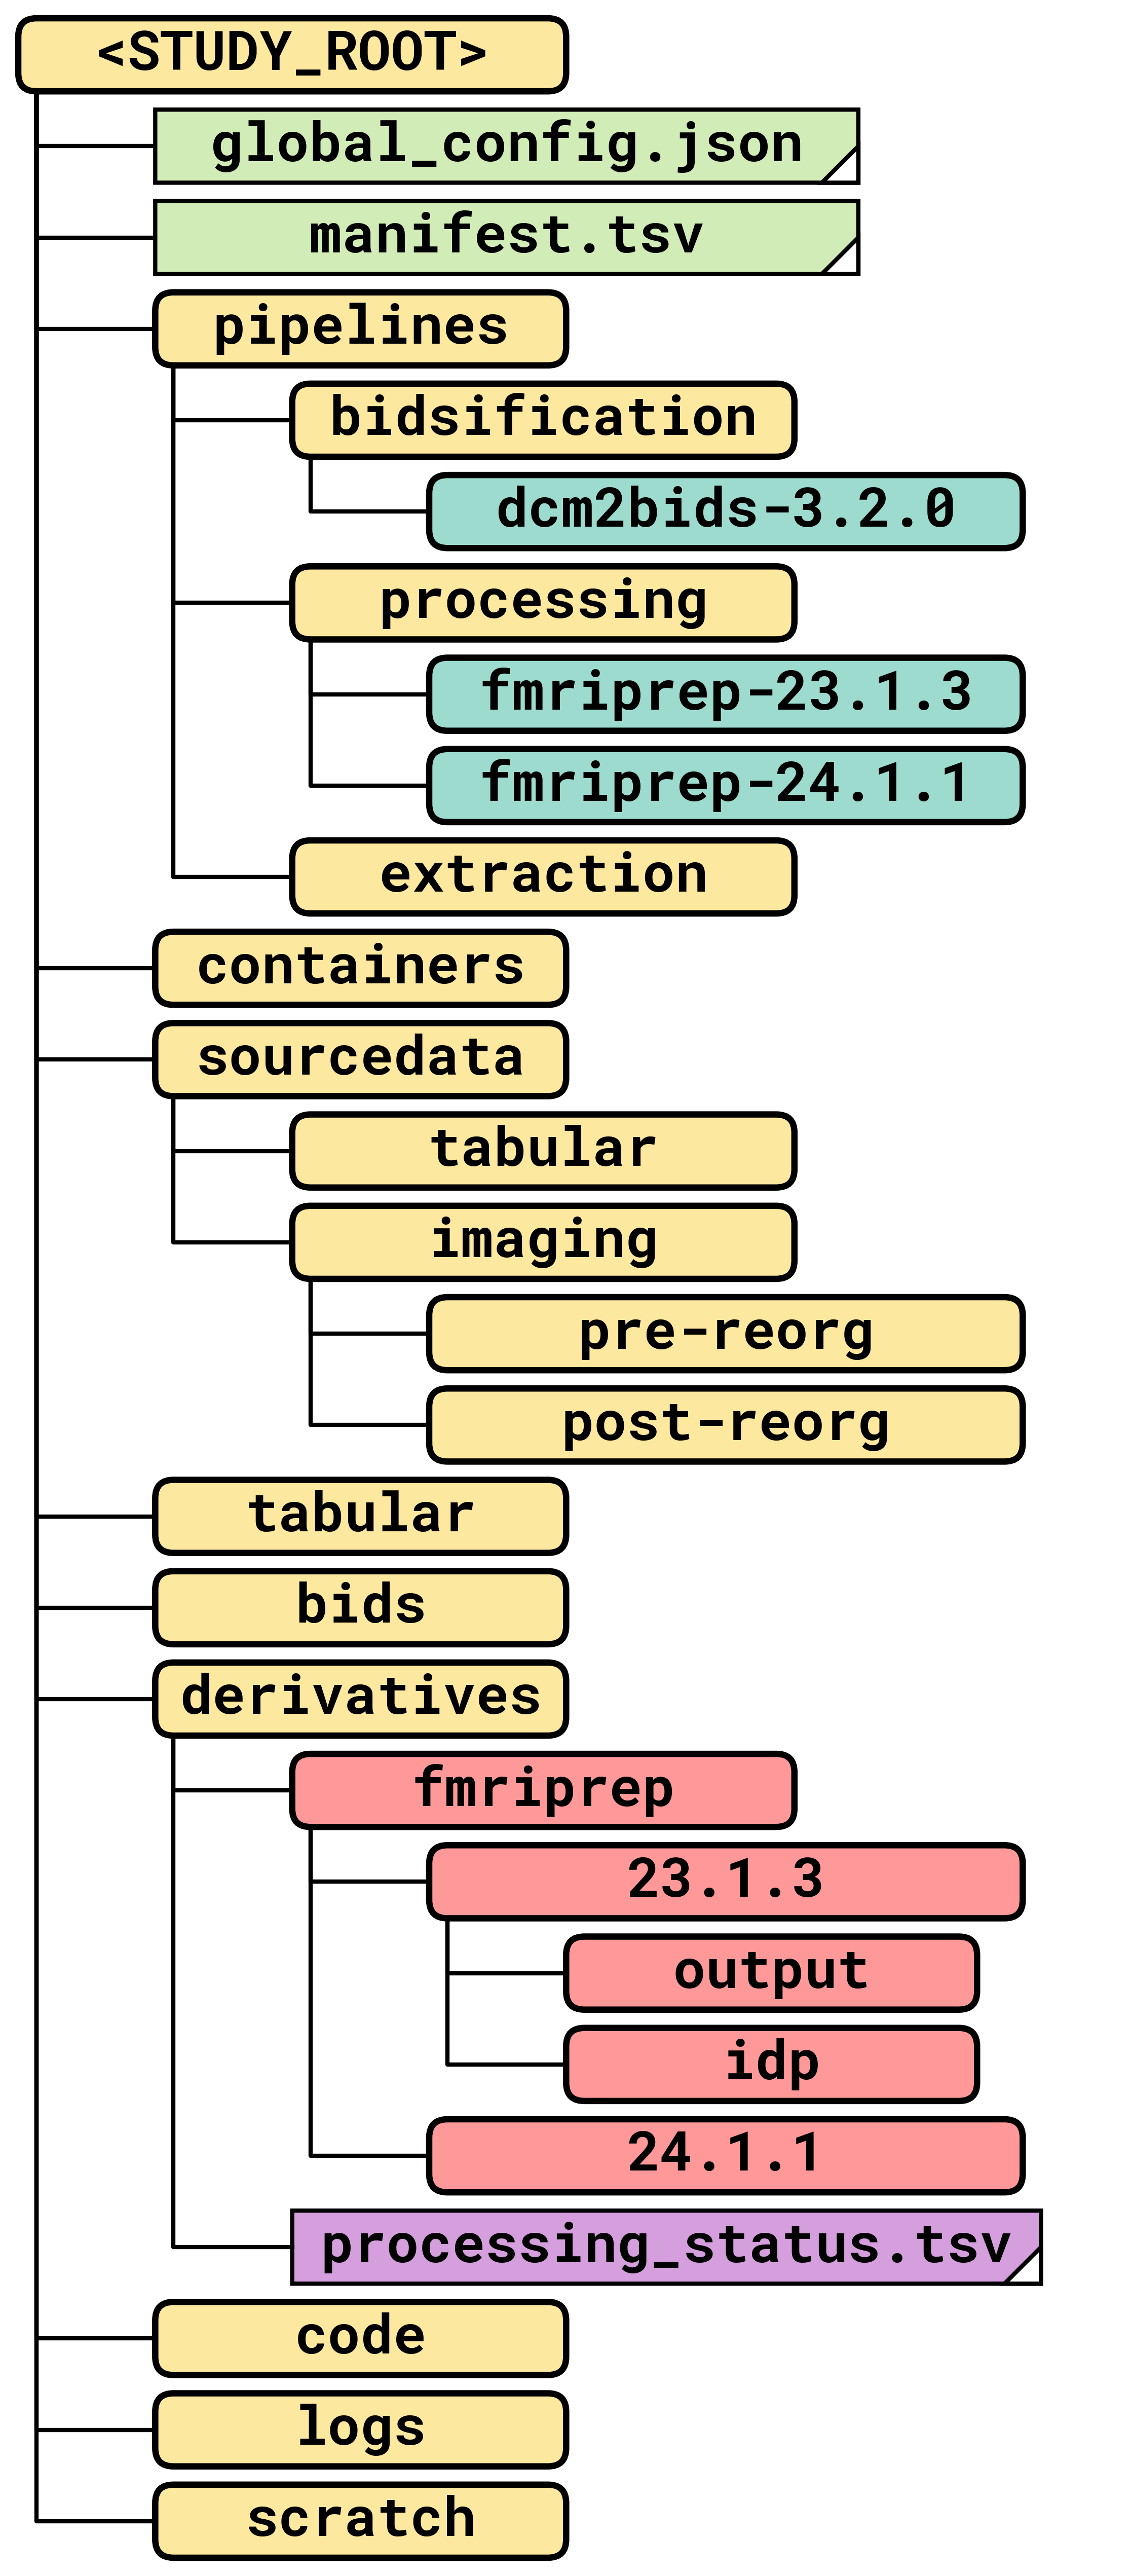 <STUDY_ROOT>
global_config.json
manifest.tsv
pipelines
bidsification
dcm2bids-3.2.0
processing
fmriprep-23.1.3
fmriprep-24.1.1
extraction
containers
sourcedata
tabular
imaging
pre-reorg
post-reorg
tabular
bids
derivatives
fmriprep
23.1.3
output
idp
24.1.1
processing_status.tsv
code
logs
scratch